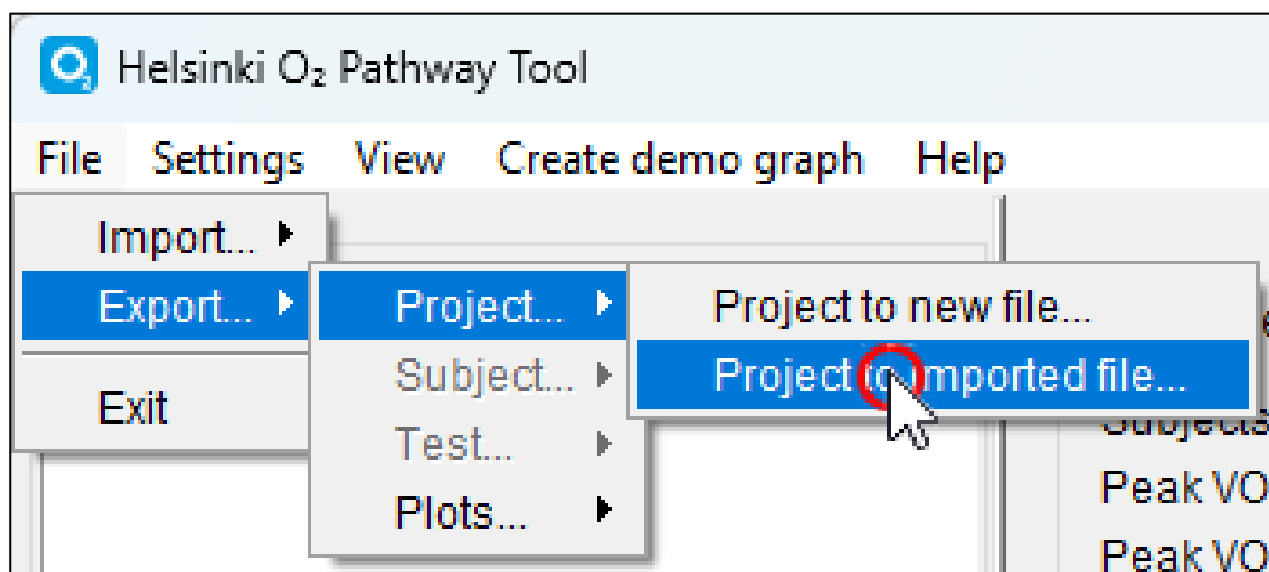 Helsinki O₂ Pathway Tool
File Settings View Create demo graph Help
Import...
Export... Project... Project to new file...
Subject... Project to imported file...
Exit
Test...
Subjects
Plots... Peak VO
Peak VO